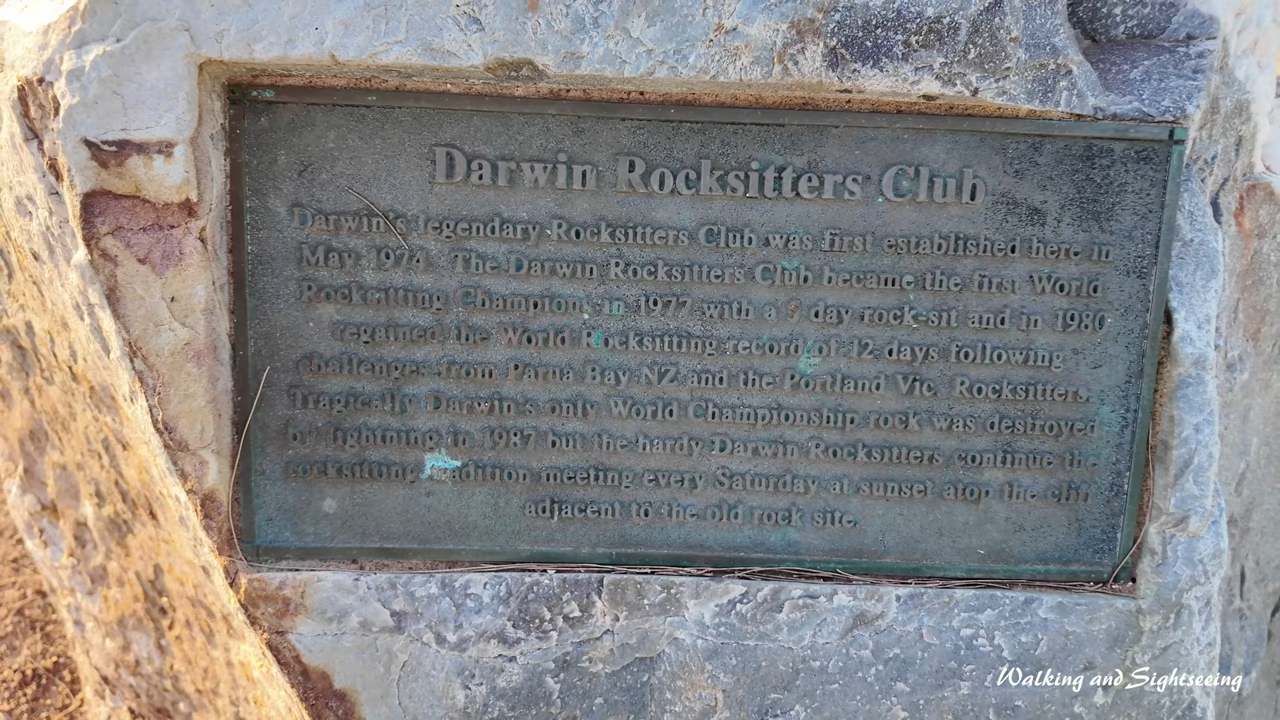 Darwin Rocksitters Club
Darwin's legendary Rocksitters Club was first established here in
May 1974. The Darwin Rocksitters Club became the first World
Rocksitting Champions in 1977 with a day rock-sit and in 1980
regained the World Rocksitting record of 12 days following
challenges from Parua Bay NZ and the Portland Vic. Rocksitters.
Tragically Darwin's only World Championship rock was destroyed
by lightning in 1987 but the hardy Darwin Rocksitters continue the
rocksitting tradition meeting every Saturday at sunset atop the cliff
adjacent to the old rock site.
Walking and Sightseeing